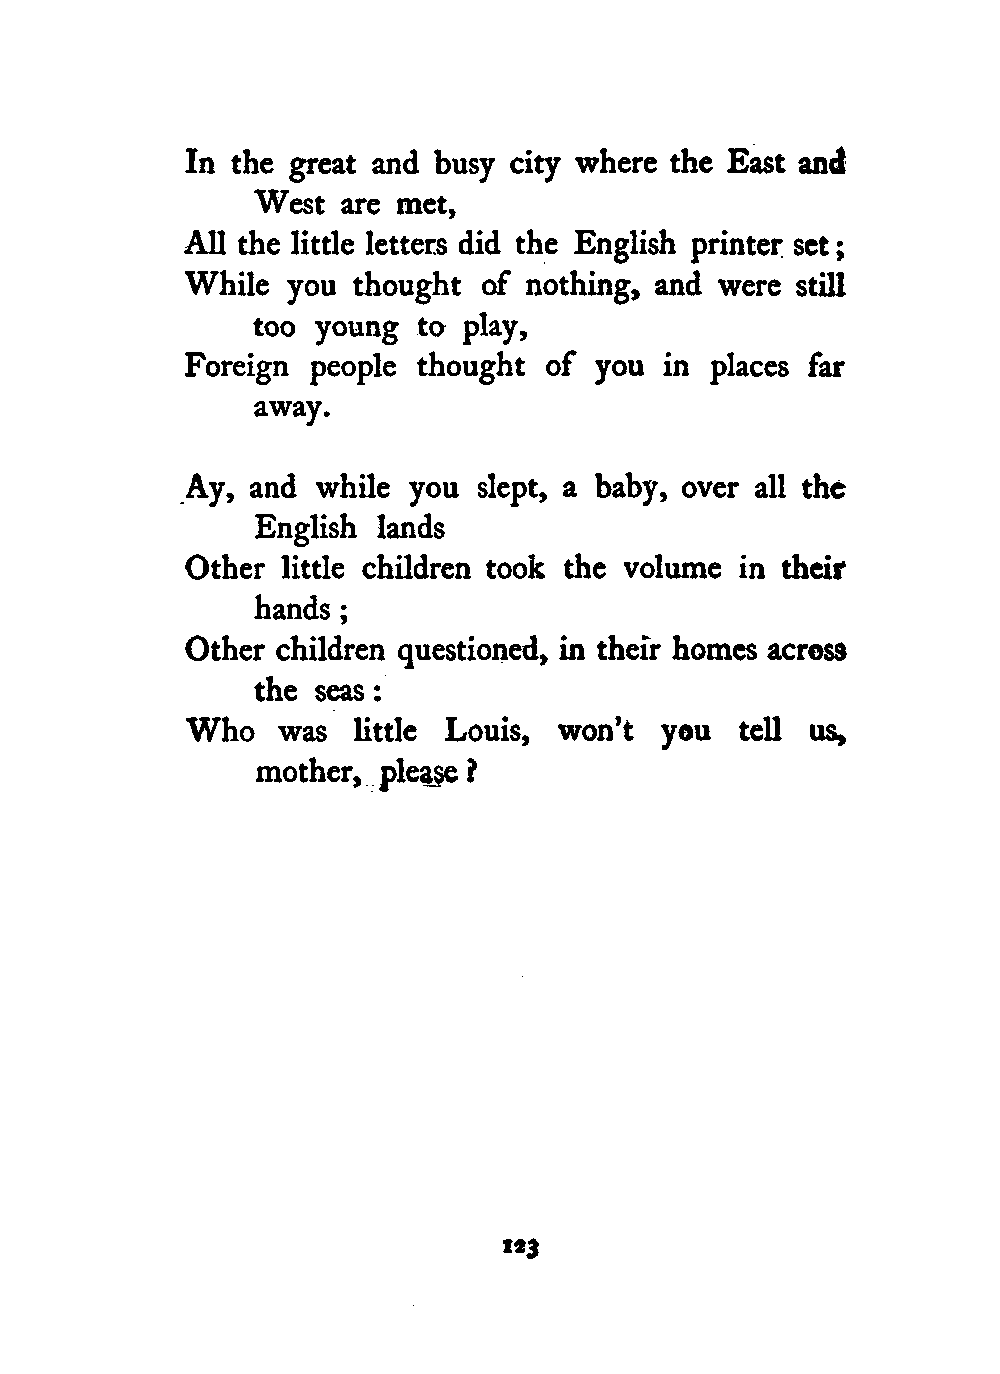 In the great and busy city where the East and
West are met,
All the little letters did the English printer set;
While you thought of nothing, and were still
too young to play,
Foreign people thought of you in places far
away.
Ay, and while you slept, a baby, over all the
English lands
Other little children took the volume in their
hands;
Other children questioned, in their homes across
the seas:
Who was little Louis, won't you tell us,
mother, please?
123